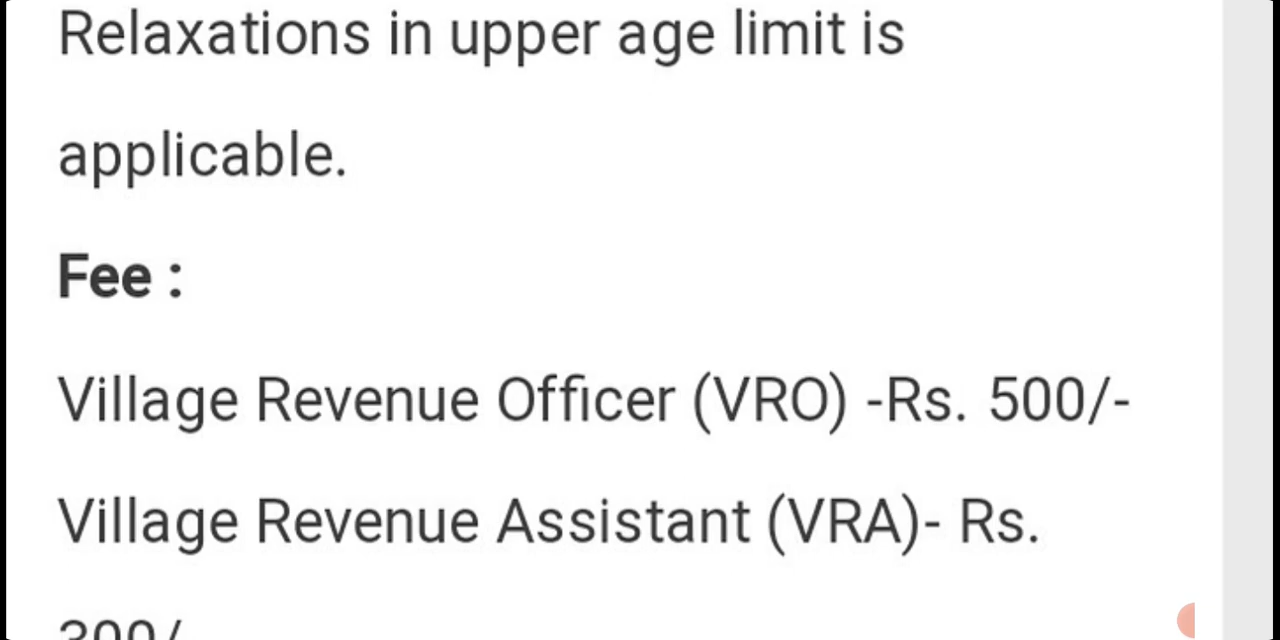 Relaxations in upper age limit is
applicable.
Fee :
Village Revenue Officer (VRO) -Rs. 500/-
Village Revenue Assistant (VRA)- Rs.
300/